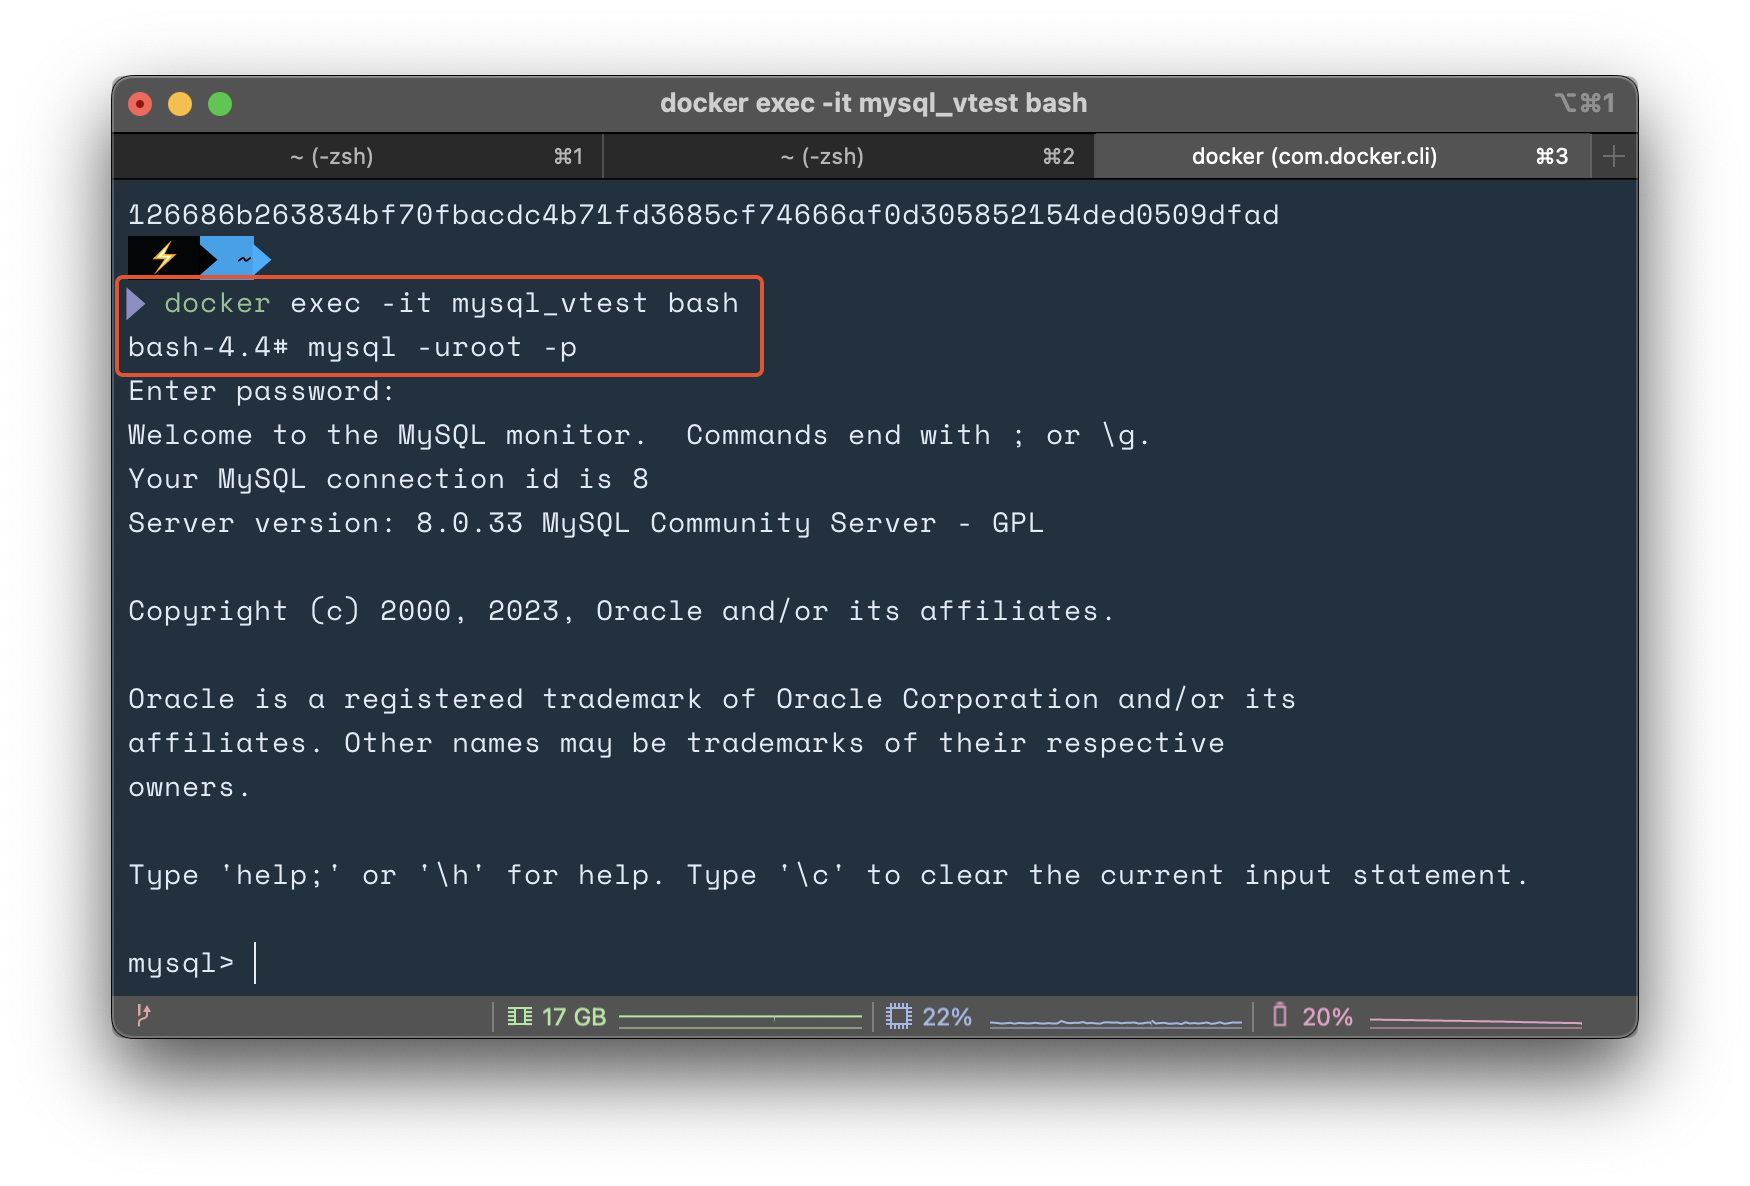 docker exec -it mysql_vtest bash
⌥⌘1
~ (-zsh) ⌘1
~ (-zsh) ⌘2
docker (com.docker.cli) ⌘3
126686b263834bf70fbacdc4b71fd3685cf74666af0d305852154ded0509dfad
~
docker exec -it mysql_vtest bash
bash-4.4# mysql -uroot -p
Enter password:
Welcome to the MySQL monitor.  Commands end with ; or \g.
Your MySQL connection id is 8
Server version: 8.0.33 MySQL Community Server - GPL
Copyright (c) 2000, 2023, Oracle and/or its affiliates.
Oracle is a registered trademark of Oracle Corporation and/or its
affiliates. Other names may be trademarks of their respective
owners.
Type 'help;' or '\h' for help. Type '\c' to clear the current input statement.
mysql>
17 GB
22%
20%